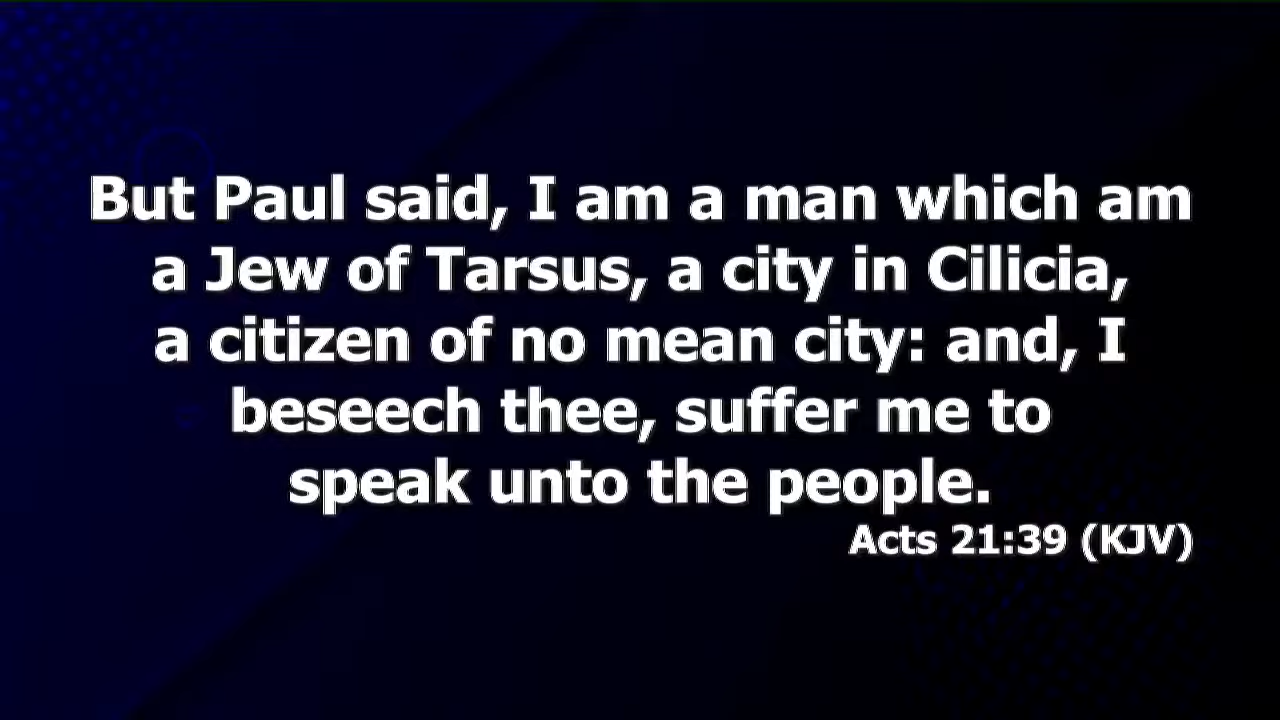 But Paul said, I am a man which am
a Jew of Tarsus, a city in Cilicia,
a citizen of no mean city: and, I
beseech thee, suffer me to
speak unto the people.
Acts 21:39 (KJV)